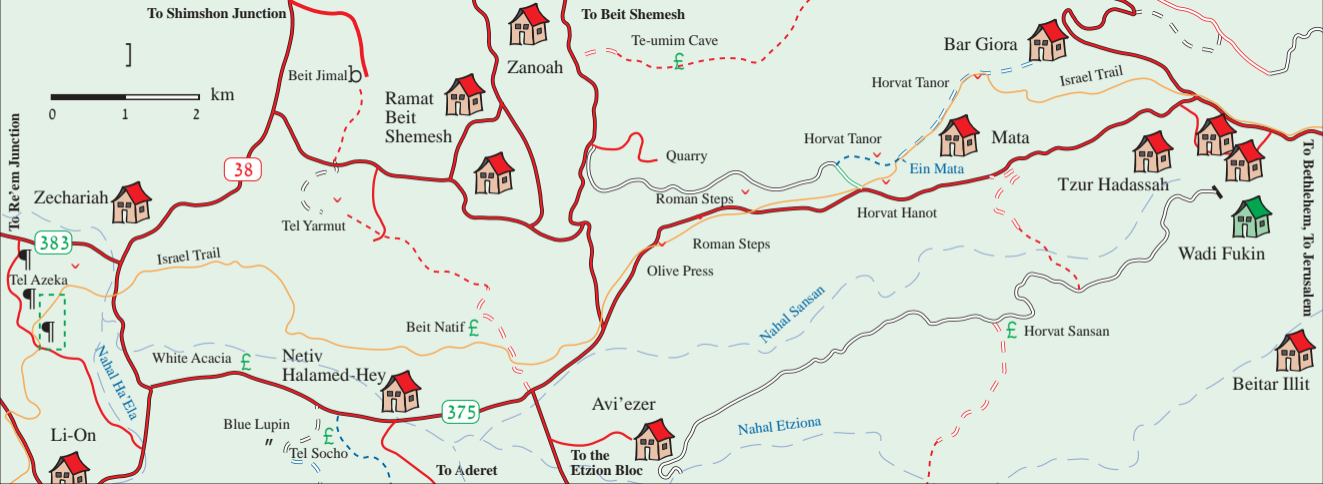 To Shimshon Junction
To Beit Shemesh
Te-umim Cave
Bar Giora
Zanoah
Beit Jimal
Horvat Tanor
Israel Trail
km
0 1 2
Ramat
Beit
Shemesh
To Re'em Junction
Horvat Tanor
Mata
Quarry
38
Ein Mata
To Bethlehem, To Jerusalem
Zechariah
Tzur Hadassah
Roman Steps
Tel Yarmut
Horvat Hanot
383
Roman Steps
Wadi Fukin
Israel Trail
Olive Press
Tel Azeka
Nahal Sansan
Beit Natif
Horvat Sansan
White Acacia
Netiv
Halamed-Hey
Nahal Ha'Ela
Beitar Illit
Avi'ezer
375
Blue Lupin
Nahal Etziona
Li-On
Tel Socho
To Aderet
To the
Etzion Bloc